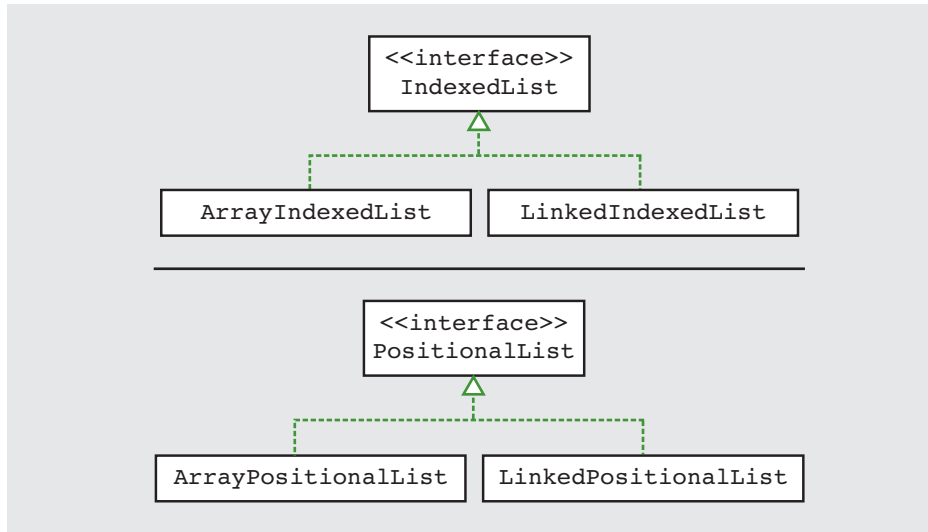 <<interface>>
IndexedList
ArrayIndexedList
LinkedIndexedList
<<interface>>
PositionalList
ArrayPositionalList
LinkedPositionalList